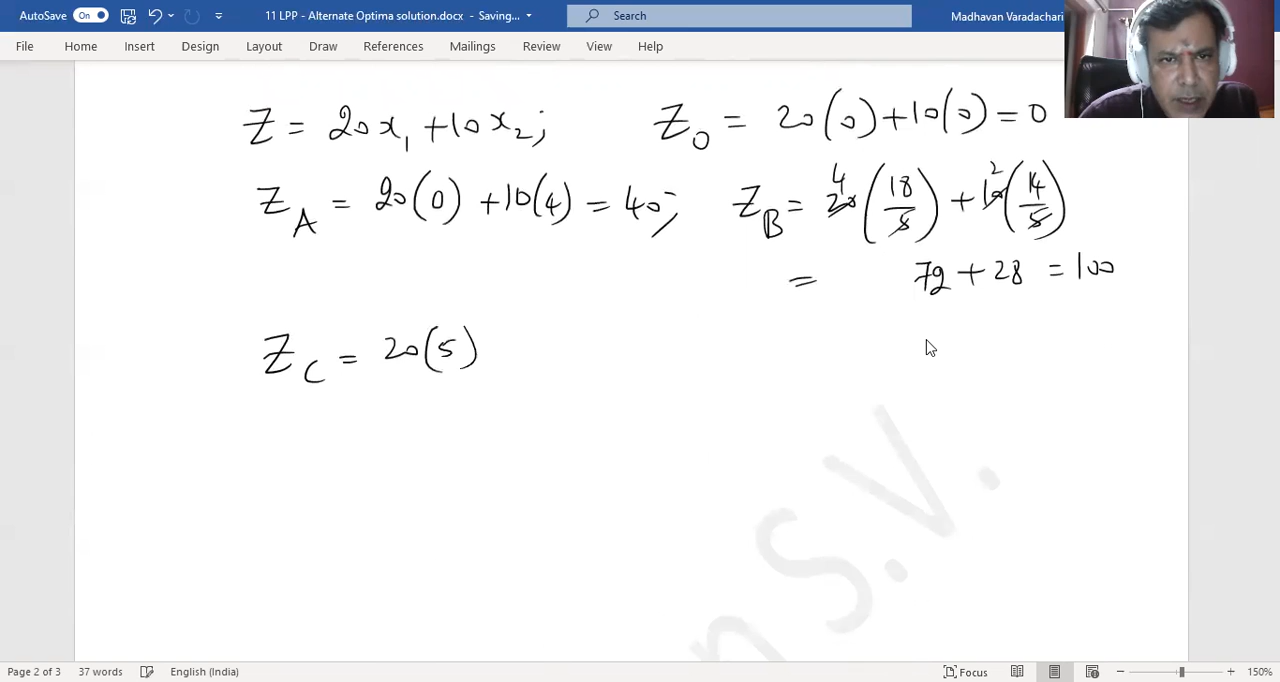 AutoSave On 11 LPP - Alternate Optima solution.docx - Saving... Search Madhavan Varadachari
File Home Insert Design Layout Draw References Mailings Review View Help
Z = 20x₁ + 10x₂; Z₀ = 20(0) + 10(0) = 0
Z_A = 20(0) + 10(4) = 40; Z_B = 4 20(18/5) + 2 10(14/5)
= 72 + 28 = 100
Z_C = 20(5)
n S.V.
Page 2 of 3 37 words English (India) Focus 150%